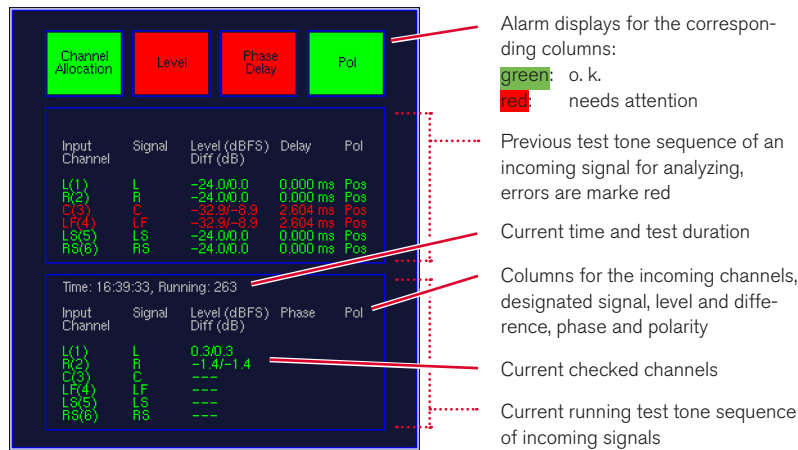 Channel
Allocation
Level
Phase
Delay
Pol
Input
Channel
Signal
Level (dBFS)
Diff (dB)
Delay
Pol
L(1) L -24.0/0.0 0.000 ms Pos
R(2) R -24.0/0.0 0.000 ms Pos
C(3) C -32.9/-8.9 2.604 ms Pos
LF(4) LF -32.9/-8.9 2.604 ms Pos
LS(5) LS -24.0/0.0 0.000 ms Pos
RS(6) RS -24.0/0.0 0.000 ms Pos
Time: 16:39:33, Running: 263
Input
Channel
Signal
Level (dBFS)
Diff (dB)
Phase
Pol
L(1) L 0.3/0.3
R(2) R -1.4/-1.4
C(3) C ---
LF(4) LF ---
LS(5) LS ---
RS(6) RS ---
Alarm displays for the correspon-
ding columns:
green: o. k.
red: needs attention
Previous test tone sequence of an
incoming signal for analyzing,
errors are marke red
Current time and test duration
Columns for the incoming channels,
designated signal, level and diffe-
rence, phase and polarity
Current checked channels
Current running test tone sequence
of incoming signals